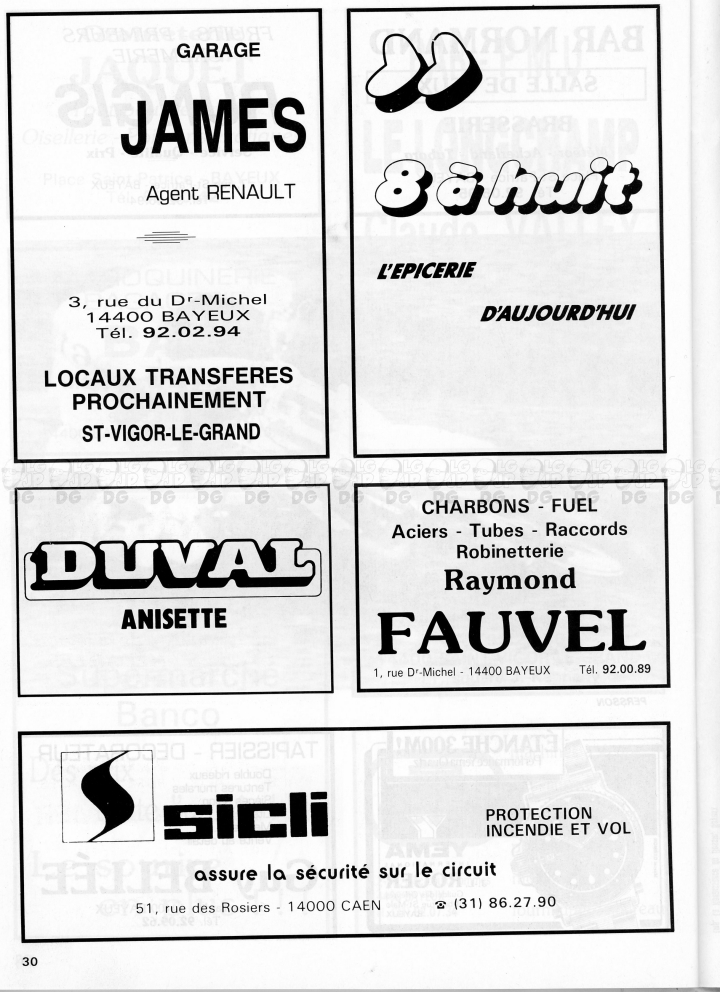 GARAGE
JAMES
Agent RENAULT
3, rue du Dr-Michel
14400 BAYEUX
Tél. 92.02.94
LOCAUX TRANSFERES
PROCHAINEMENT
ST-VIGOR-LE-GRAND
8 à huit
L'EPICERIE
D'AUJOURD'HUI
DUVAL
ANISETTE
CHARBONS - FUEL
Aciers - Tubes - Raccords
Robinetterie
Raymond
FAUVEL
1, rue Dr-Michel - 14400 BAYEUX Tél. 92.00.89
sicli
PROTECTION
INCENDIE ET VOL
assure la sécurité sur le circuit
51, rue des Rosiers - 14000 CAEN ☎ (31) 86.27.90
30